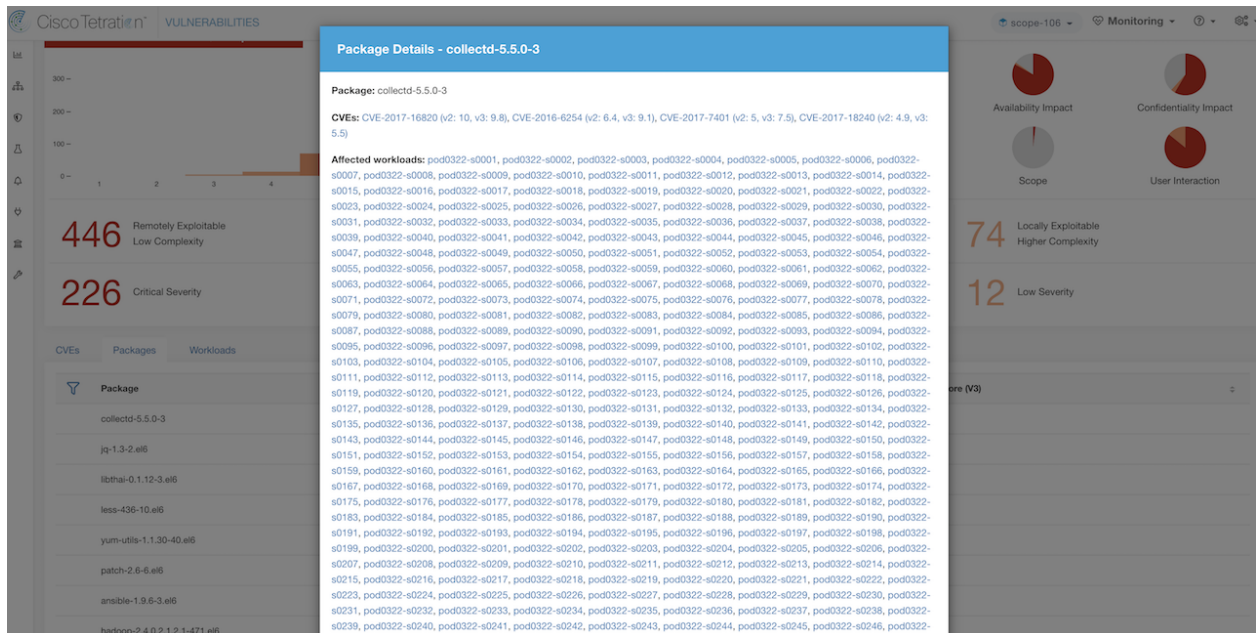 Cisco Tetration™ VULNERABILITIES scope-106 Monitoring
Package Details - collectd-5.5.0-3
Package: collectd-5.5.0-3
CVEs: CVE-2017-16820 (v2: 10, v3: 9.8), CVE-2016-6254 (v2: 6.4, v3: 9.1), CVE-2017-7401 (v2: 5, v3: 7.5), CVE-2017-18240 (v2: 4.9, v3:
5.5)
Affected workloads: pod0322-s0001, pod0322-s0002, pod0322-s0003, pod0322-s0004, pod0322-s0005, pod0322-s0006, pod0322-
s0007, pod0322-s0008, pod0322-s0009, pod0322-s0010, pod0322-s0011, pod0322-s0012, pod0322-s0013, pod0322-s0014, pod0322-
s0015, pod0322-s0016, pod0322-s0017, pod0322-s0018, pod0322-s0019, pod0322-s0020, pod0322-s0021, pod0322-s0022, pod0322-
s0023, pod0322-s0024, pod0322-s0025, pod0322-s0026, pod0322-s0027, pod0322-s0028, pod0322-s0029, pod0322-s0030, pod0322-
s0031, pod0322-s0032, pod0322-s0033, pod0322-s0034, pod0322-s0035, pod0322-s0036, pod0322-s0037, pod0322-s0038, pod0322-
s0039, pod0322-s0040, pod0322-s0041, pod0322-s0042, pod0322-s0043, pod0322-s0044, pod0322-s0045, pod0322-s0046, pod0322-
s0047, pod0322-s0048, pod0322-s0049, pod0322-s0050, pod0322-s0051, pod0322-s0052, pod0322-s0053, pod0322-s0054, pod0322-
s0055, pod0322-s0056, pod0322-s0057, pod0322-s0058, pod0322-s0059, pod0322-s0060, pod0322-s0061, pod0322-s0062, pod0322-
s0063, pod0322-s0064, pod0322-s0065, pod0322-s0066, pod0322-s0067, pod0322-s0068, pod0322-s0069, pod0322-s0070, pod0322-
s0071, pod0322-s0072, pod0322-s0073, pod0322-s0074, pod0322-s0075, pod0322-s0076, pod0322-s0077, pod0322-s0078, pod0322-
s0079, pod0322-s0080, pod0322-s0081, pod0322-s0082, pod0322-s0083, pod0322-s0084, pod0322-s0085, pod0322-s0086, pod0322-
s0087, pod0322-s0088, pod0322-s0089, pod0322-s0090, pod0322-s0091, pod0322-s0092, pod0322-s0093, pod0322-s0094, pod0322-
s0095, pod0322-s0096, pod0322-s0097, pod0322-s0098, pod0322-s0099, pod0322-s0100, pod0322-s0101, pod0322-s0102, pod0322-
s0103, pod0322-s0104, pod0322-s0105, pod0322-s0106, pod0322-s0107, pod0322-s0108, pod0322-s0109, pod0322-s0110, pod0322-
s0111, pod0322-s0112, pod0322-s0113, pod0322-s0114, pod0322-s0115, pod0322-s0116, pod0322-s0117, pod0322-s0118, pod0322-
s0119, pod0322-s0120, pod0322-s0121, pod0322-s0122, pod0322-s0123, pod0322-s0124, pod0322-s0125, pod0322-s0126, pod0322-
s0127, pod0322-s0128, pod0322-s0129, pod0322-s0130, pod0322-s0131, pod0322-s0132, pod0322-s0133, pod0322-s0134, pod0322-
s0135, pod0322-s0136, pod0322-s0137, pod0322-s0138, pod0322-s0139, pod0322-s0140, pod0322-s0141, pod0322-s0142, pod0322-
s0143, pod0322-s0144, pod0322-s0145, pod0322-s0146, pod0322-s0147, pod0322-s0148, pod0322-s0149, pod0322-s0150, pod0322-
s0151, pod0322-s0152, pod0322-s0153, pod0322-s0154, pod0322-s0155, pod0322-s0156, pod0322-s0157, pod0322-s0158, pod0322-
s0159, pod0322-s0160, pod0322-s0161, pod0322-s0162, pod0322-s0163, pod0322-s0164, pod0322-s0165, pod0322-s0166, pod0322-
s0167, pod0322-s0168, pod0322-s0169, pod0322-s0170, pod0322-s0171, pod0322-s0172, pod0322-s0173, pod0322-s0174, pod0322-
s0175, pod0322-s0176, pod0322-s0177, pod0322-s0178, pod0322-s0179, pod0322-s0180, pod0322-s0181, pod0322-s0182, pod0322-
s0183, pod0322-s0184, pod0322-s0185, pod0322-s0186, pod0322-s0187, pod0322-s0188, pod0322-s0189, pod0322-s0190, pod0322-
s0191, pod0322-s0192, pod0322-s0193, pod0322-s0194, pod0322-s0195, pod0322-s0196, pod0322-s0197, pod0322-s0198, pod0322-
s0199, pod0322-s0200, pod0322-s0201, pod0322-s0202, pod0322-s0203, pod0322-s0204, pod0322-s0205, pod0322-s0206, pod0322-
s0207, pod0322-s0208, pod0322-s0209, pod0322-s0210, pod0322-s0211, pod0322-s0212, pod0322-s0213, pod0322-s0214, pod0322-
s0215, pod0322-s0216, pod0322-s0217, pod0322-s0218, pod0322-s0219, pod0322-s0220, pod0322-s0221, pod0322-s0222, pod0322-
s0223, pod0322-s0224, pod0322-s0225, pod0322-s0226, pod0322-s0227, pod0322-s0228, pod0322-s0229, pod0322-s0230, pod0322-
s0231, pod0322-s0232, pod0322-s0233, pod0322-s0234, pod0322-s0235, pod0322-s0236, pod0322-s0237, pod0322-s0238, pod0322-
s0239, pod0322-s0240, pod0322-s0241, pod0322-s0242, pod0322-s0243, pod0322-s0244, pod0322-s0245, pod0322-s0246, pod0322-
300
200
100
0
1 2 3 4
Availability Impact Confidentiality Impact
Scope User Interaction
446 Remotely Exploitable
Low Complexity
74 Locally Exploitable
Higher Complexity
226 Critical Severity
12 Low Severity
CVEs Packages Workloads
Package
ore (V3)
collectd-5.5.0-3
jq-1.3-2.el6
libthai-0.1.12-3.el6
less-436-10.el6
yum-utils-1.1.30-40.el6
patch-2.6-6.el6
ansible-1.9.6-3.el6
hadoop-2.4.0.2.1.2.1-471.el6